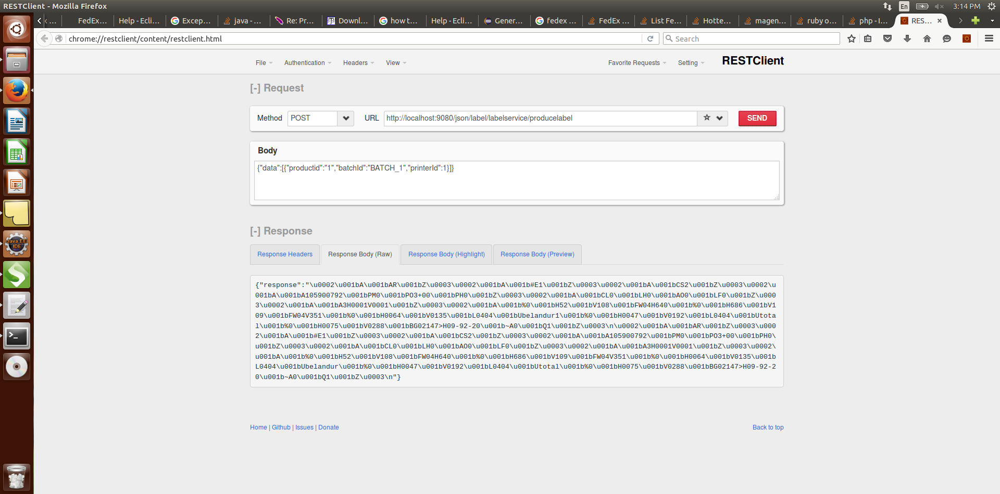 RESTClient - Mozilla Firefox
En
3:14 PM
FedEx...
Help - Ecli...
Excep...
java - ...
Re: Pr...
Downl...
how t...
Help - Ecli...
Gener...
fedex ...
FedEx ...
List Fe...
Hotte...
magen...
ruby o...
php - I...
RES...
chrome://restclient/content/restclient.html
Search
File
Authentication
Headers
View
Favorite Requests
Setting
RESTClient
[-] Request
Method
POST
URL
http://localhost:9080/json/label/labelservice/producelabel
SEND
Body
{"data":[{"productid":"1","batchId":"BATCH_1","printerId":1}]}
Java EE
IDE
[-] Response
Response Headers
Response Body (Raw)
Response Body (Highlight)
Response Body (Preview)
{"response":"\u0002\u001bA\u001bAR\u001bZ\u0003\u0002\u001bA\u001b#E1\u001bZ\u0003\u0002\u001bA\u001bCS2\u001bZ\u0003\u0002\u
001bA\u001bA105900792\u001bPM0\u001bPO3+00\u001bPH0\u001bZ\u0003\u0002\u001bA\u001bCL0\u001bLH0\u001bAO0\u001bLF0\u001bZ\u000
3\u0002\u001bA\u001bA3H0001V0001\u001bZ\u0003\u0002\u001bA\u001b%0\u001bH52\u001bV108\u001bFW04H640\u001b%0\u001bH686\u001bV1
09\u001bFW04V351\u001b%0\u001bH0064\u001bV0135\u001bL0404\u001bUbelandur1\u001b%0\u001bH0047\u001bV0192\u001bL0404\u001bUtota
l\u001b%0\u001bH0075\u001bV0288\u001bBG02147>H09-92-20\u001b~A0\u001bQ1\u001bZ\u0003\n\u0002\u001bA\u001bAR\u001bZ\u0003\u000
2\u001bA\u001b#E1\u001bZ\u0003\u0002\u001bA\u001bCS2\u001bZ\u0003\u0002\u001bA\u001bA105900792\u001bPM0\u001bPO3+00\u001bPH0\
u001bZ\u0003\u0002\u001bA\u001bCL0\u001bLH0\u001bAO0\u001bLF0\u001bZ\u0003\u0002\u001bA\u001bA3H0001V0001\u001bZ\u0003\u0002\
u001bA\u001b%0\u001bH52\u001bV108\u001bFW04H640\u001b%0\u001bH686\u001bV109\u001bFW04V351\u001b%0\u001bH0064\u001bV0135\u001b
L0404\u001bUbelandur\u001b%0\u001bH0047\u001bV0192\u001bL0404\u001bUtotal\u001b%0\u001bH0075\u001bV0288\u001bBG02147>H09-92-2
0\u001b~A0\u001bQ1\u001bZ\u0003\n"}
Home | Github | Issues | Donate
Back to top